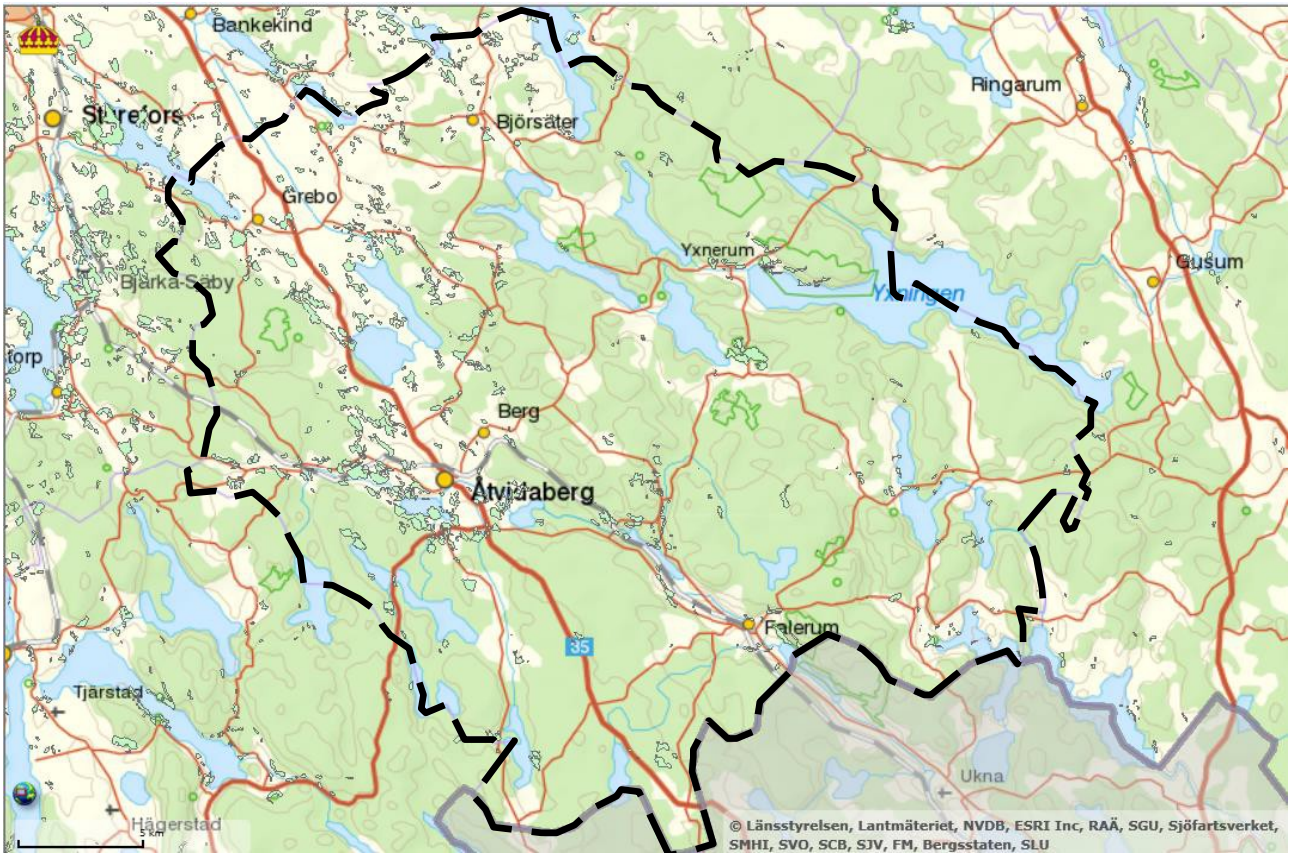 Bankekind
Ringarum
Sturefors
Björsäter
Grebo
Yxnerum
Gusum
Bjärka-Säby
Yxningen
torp
Berg
Åtvidaberg
Falerum
35
Tjärstad
Ukna
Hägerstad
5 km
© Länsstyrelsen, Lantmäteriet, NVDB, ESRI Inc, RAÄ, SGU, Sjöfartsverket,
SMHI, SVO, SCB, SJV, FM, Bergsstaten, SLU